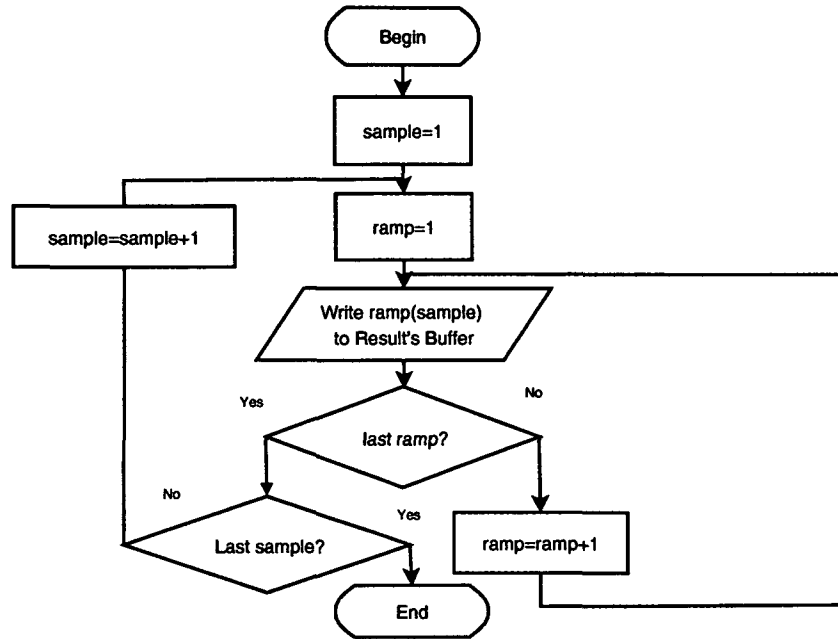 Begin
sample=1
sample=sample+1
ramp=1
Write ramp(sample)
to Result's Buffer
Yes
No
last ramp?
No
Yes
Last sample?
ramp=ramp+1
End